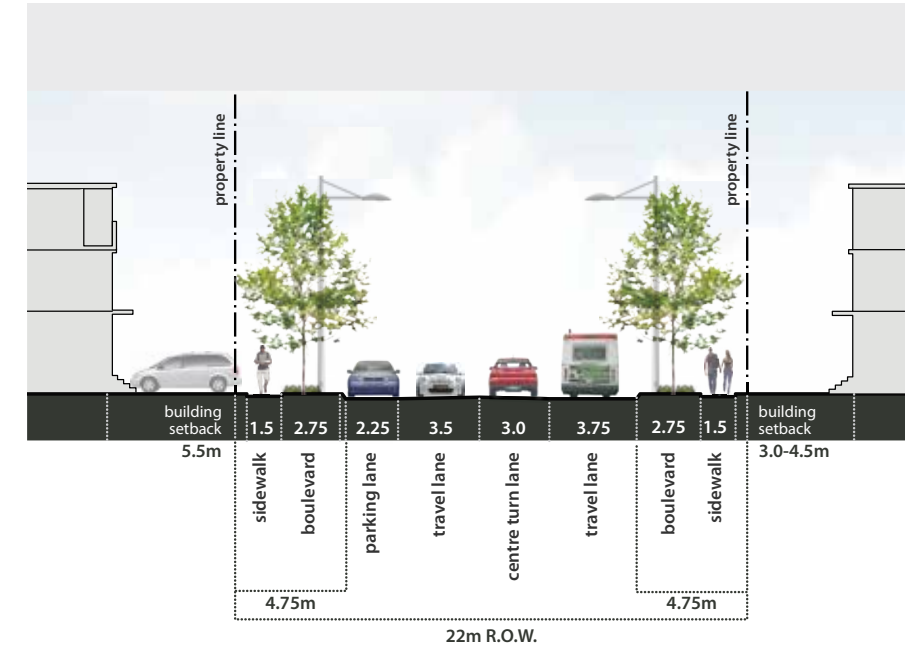 property line
property line
building
setback
5.5m
1.5
2.75
2.25
3.5
3.0
3.75
2.75
1.5
building
setback
3.0-4.5m
sidewalk
boulevard
parking lane
travel lane
centre turn lane
travel lane
boulevard
sidewalk
4.75m
4.75m
22m R.O.W.